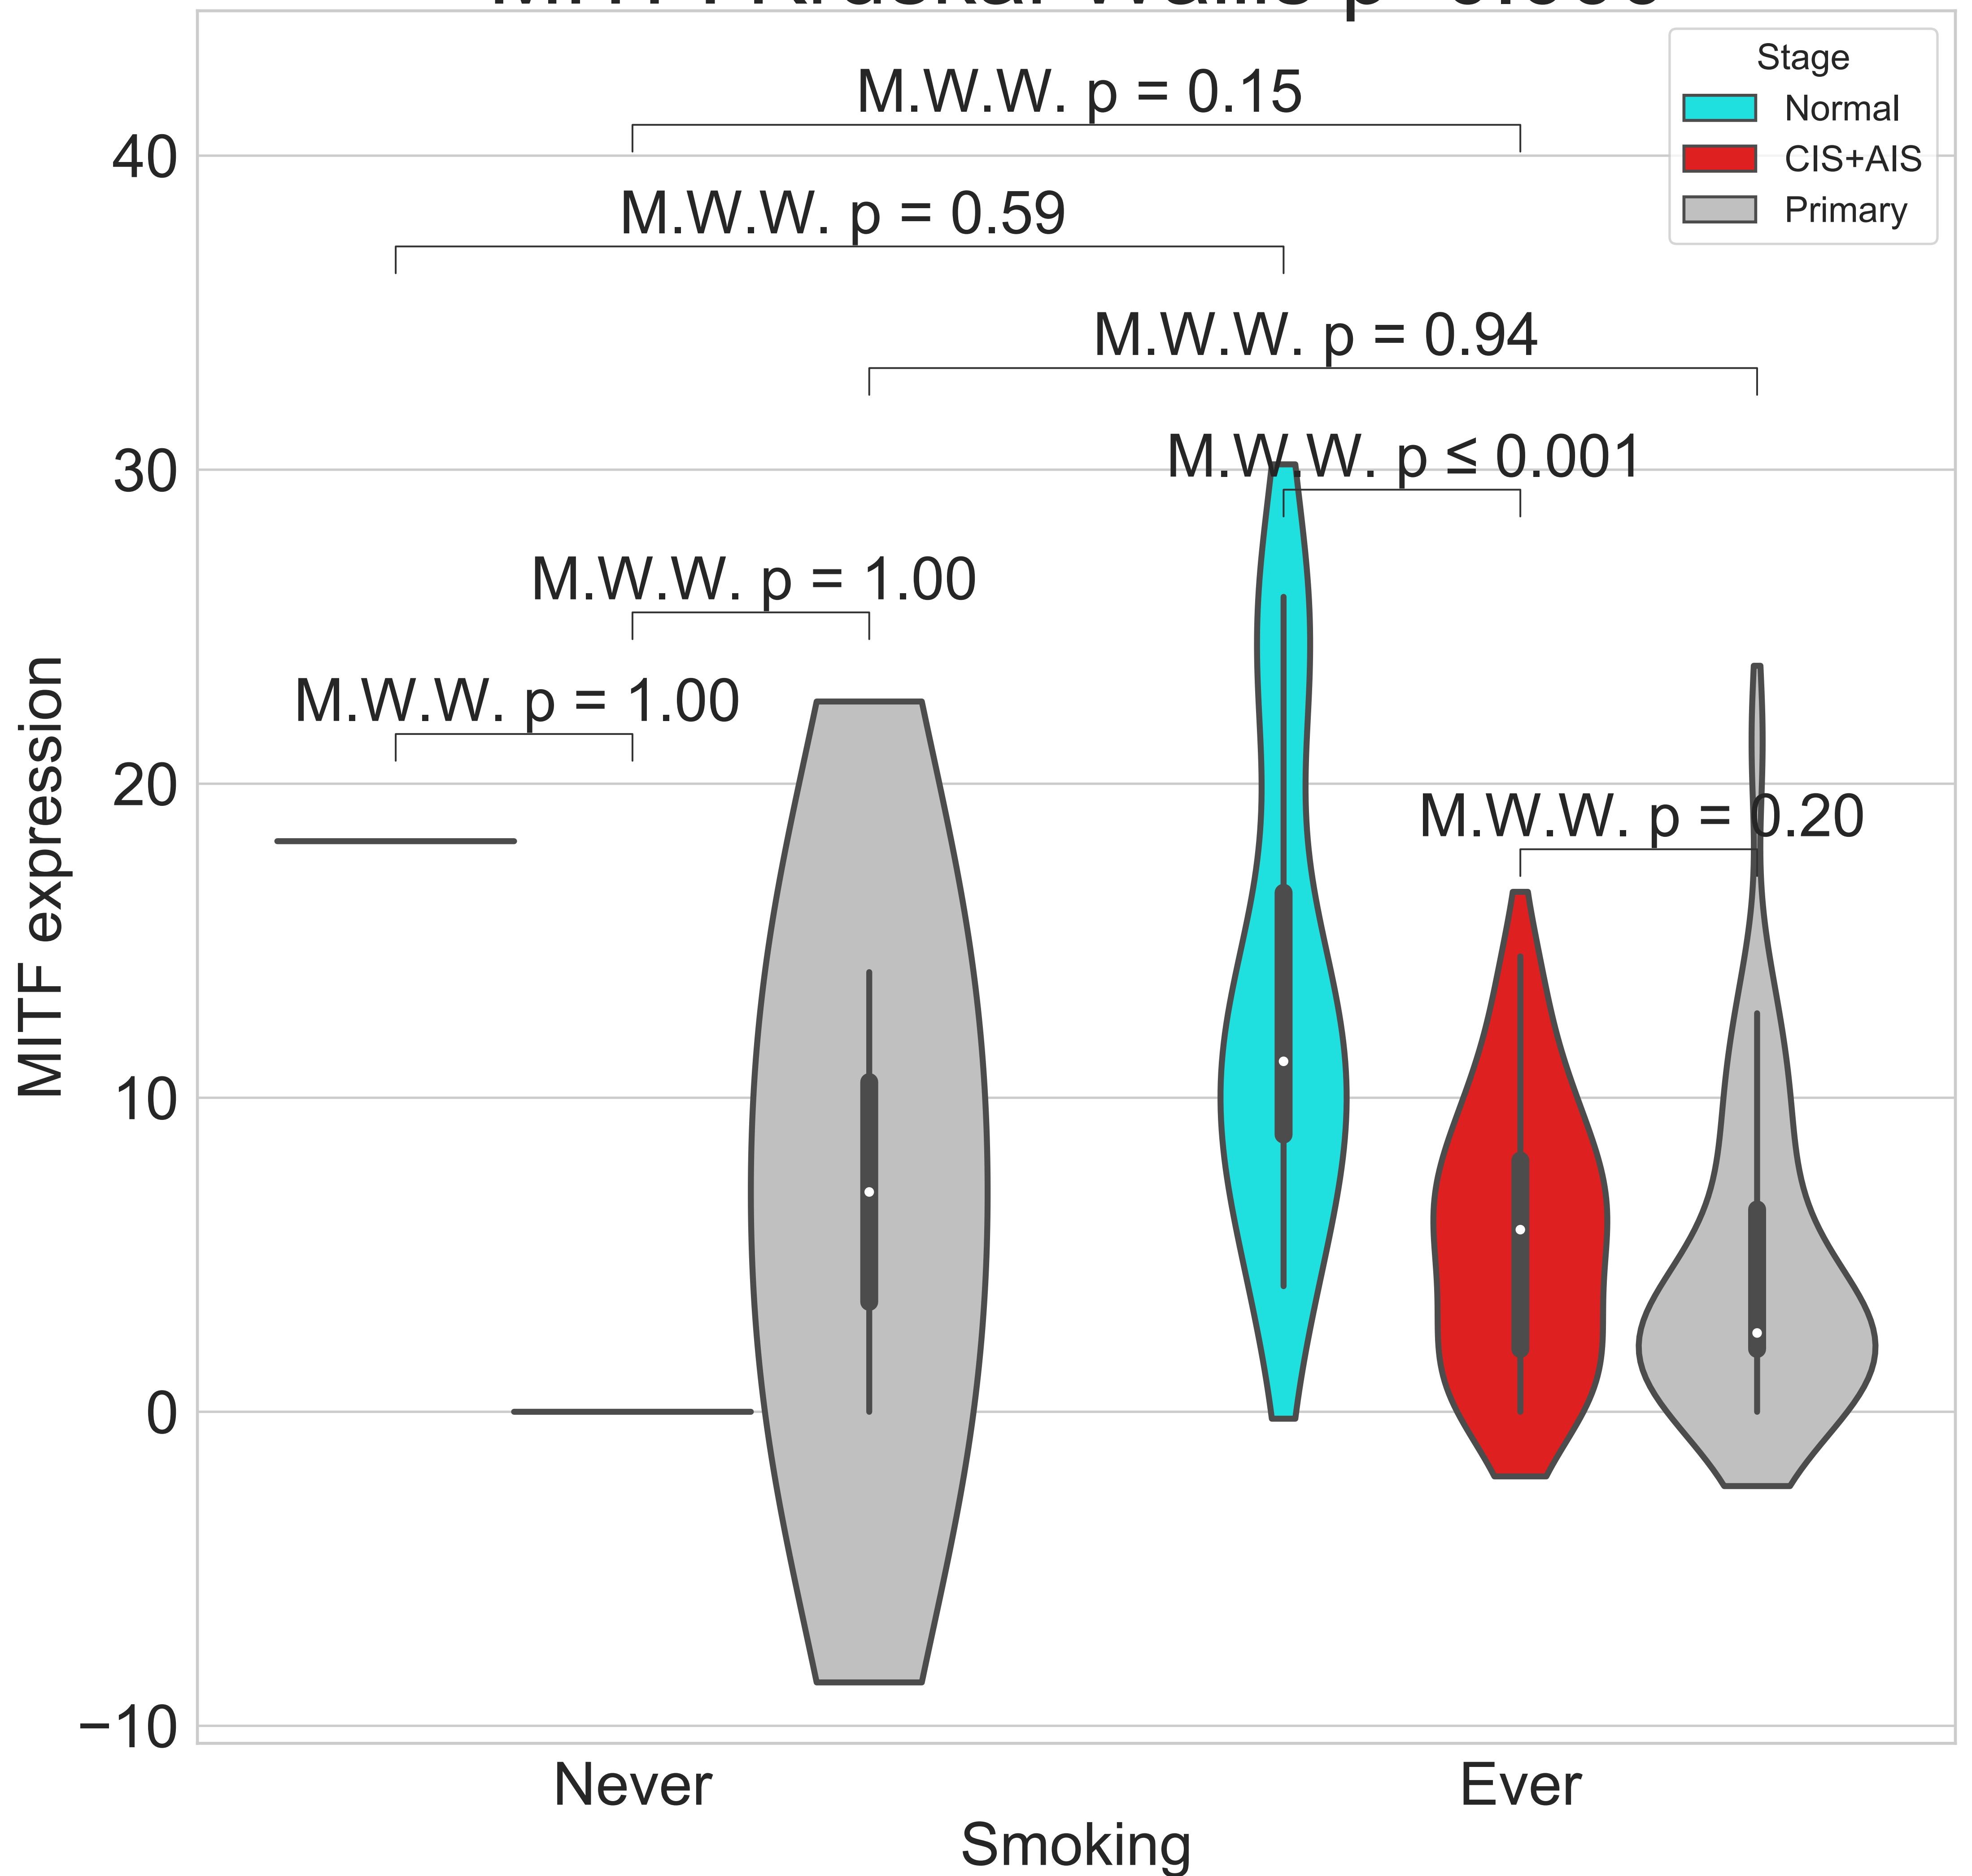 Stage
Normal
CIS+AIS
Primary
M.W.W. p = 0.15
M.W.W. p = 0.59
M.W.W. p = 0.94
M.W.W. p ≤ 0.001
M.W.W. p = 1.00
M.W.W. p = 1.00
M.W.W. p = 0.20
MITF expression
40
30
20
10
0
−10
Never
Ever
Smoking